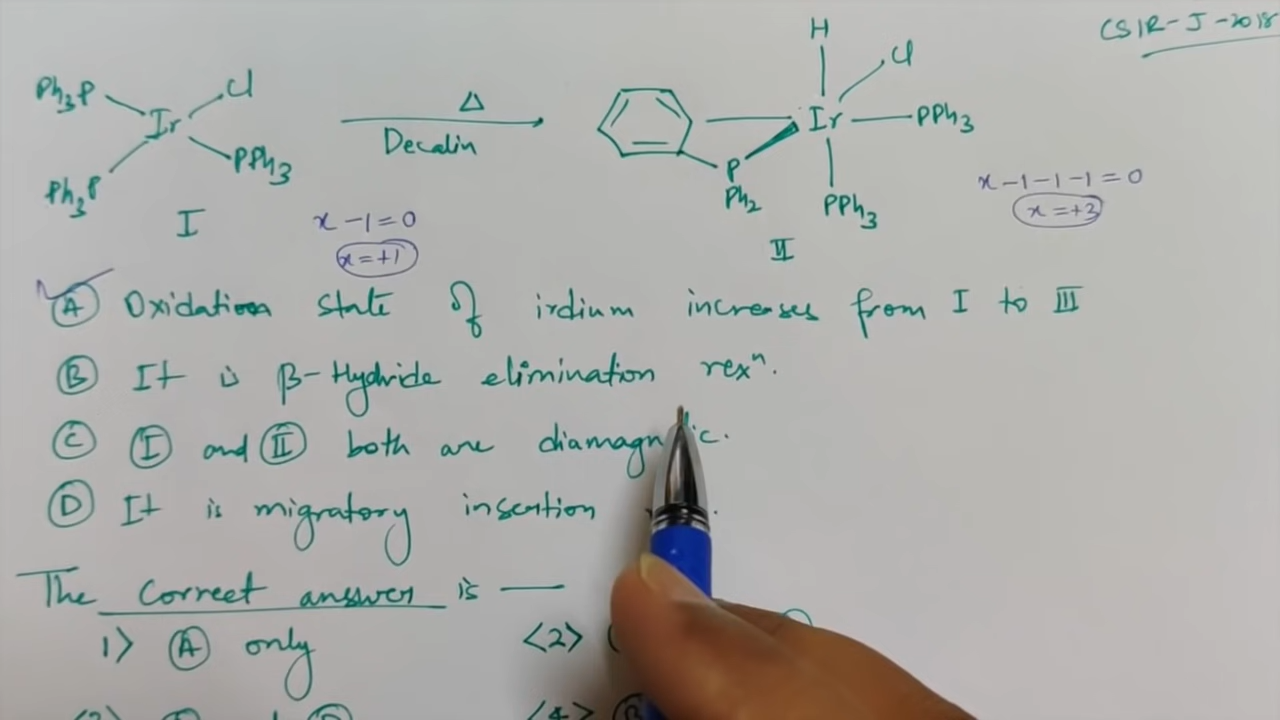 CSIR-J-2018
Ph₃P Ir Cl
Ph₃P PPh₃
I
Δ
Decalin
H
Ir Cl
PPh₃
P
Ph₂
PPh₃
II
x-1=0
x=+1
x-1-1-1=0
x=+3
A Oxidation state of irdium increases from I to III
B It is β-Hydride elimination rexⁿ.
C I and II both are
D It is migratory insertion
The Correct answer is —
1> A only
<2>
<4> B